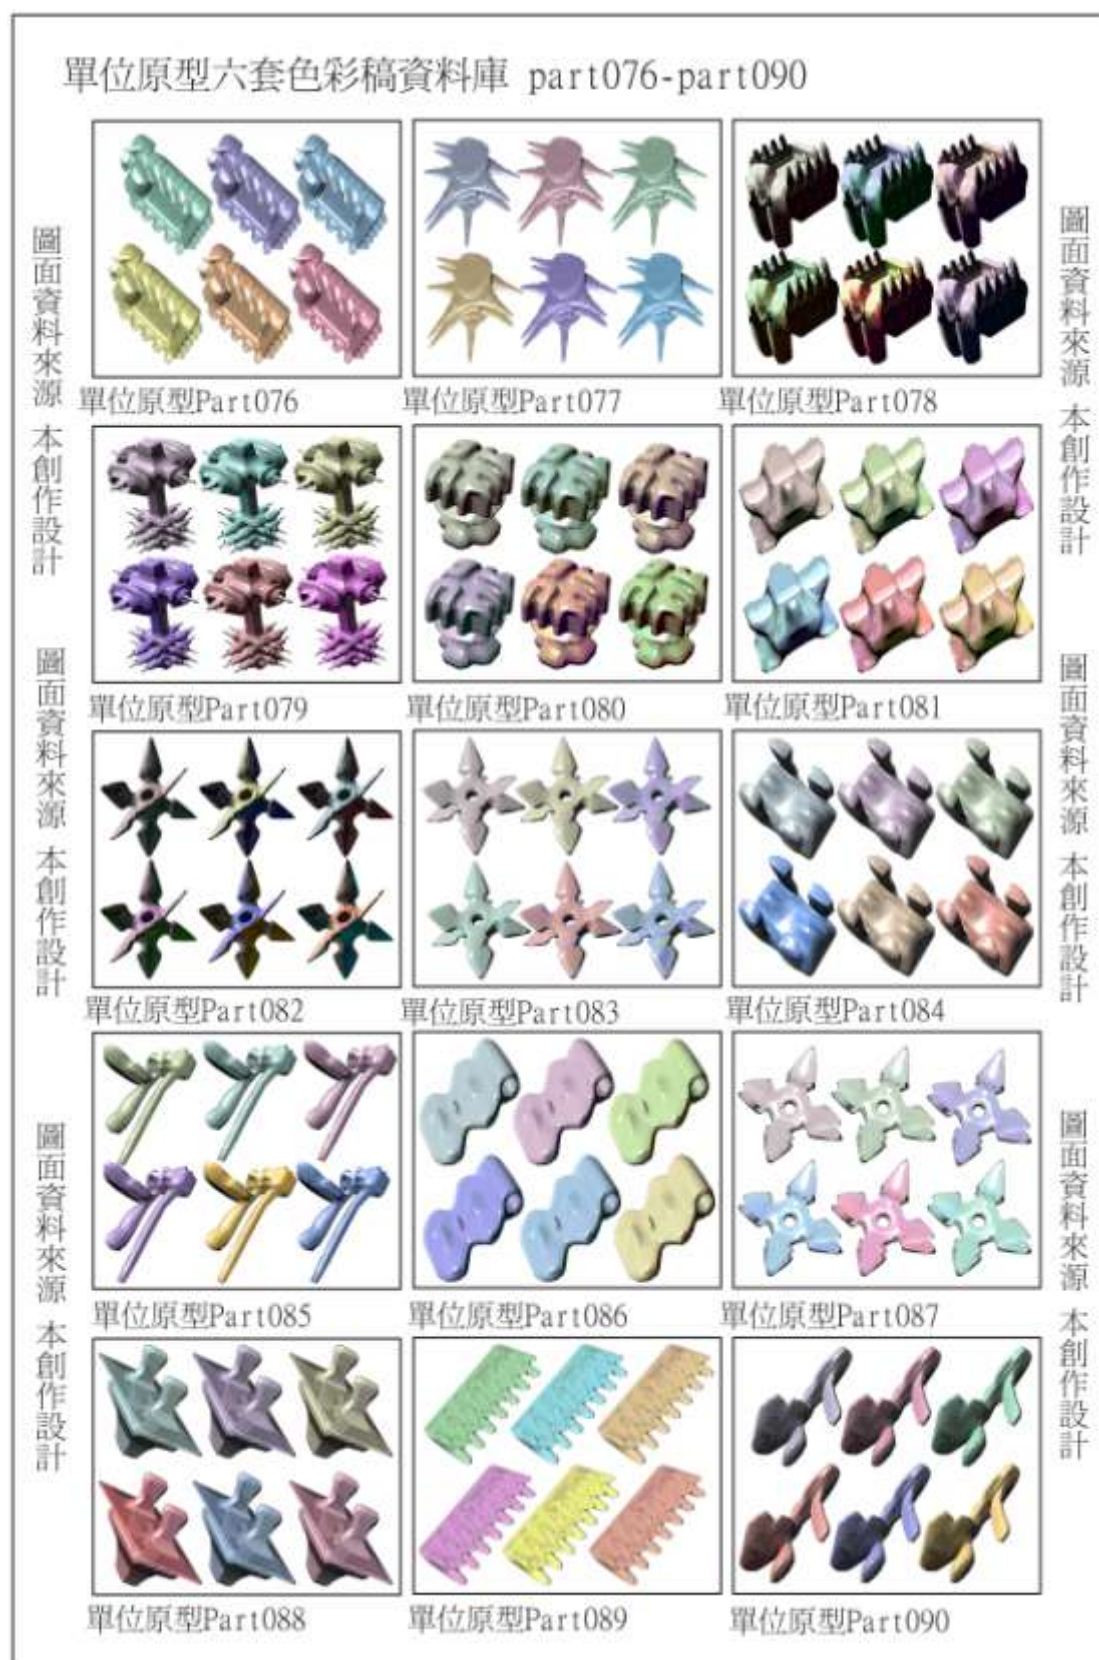 單位原型六套色彩稿資料庫 part076-part090
圖面資料來源 本創作設計
圖面資料來源 本創作設計
單位原型Part076
單位原型Part077
單位原型Part078
單位原型Part079
單位原型Part080
單位原型Part081
圖面資料來源 本創作設計
圖面資料來源 本創作設計
單位原型Part082
單位原型Part083
單位原型Part084
單位原型Part085
單位原型Part086
單位原型Part087
圖面資料來源 本創作設計
圖面資料來源 本創作設計
單位原型Part088
單位原型Part089
單位原型Part090